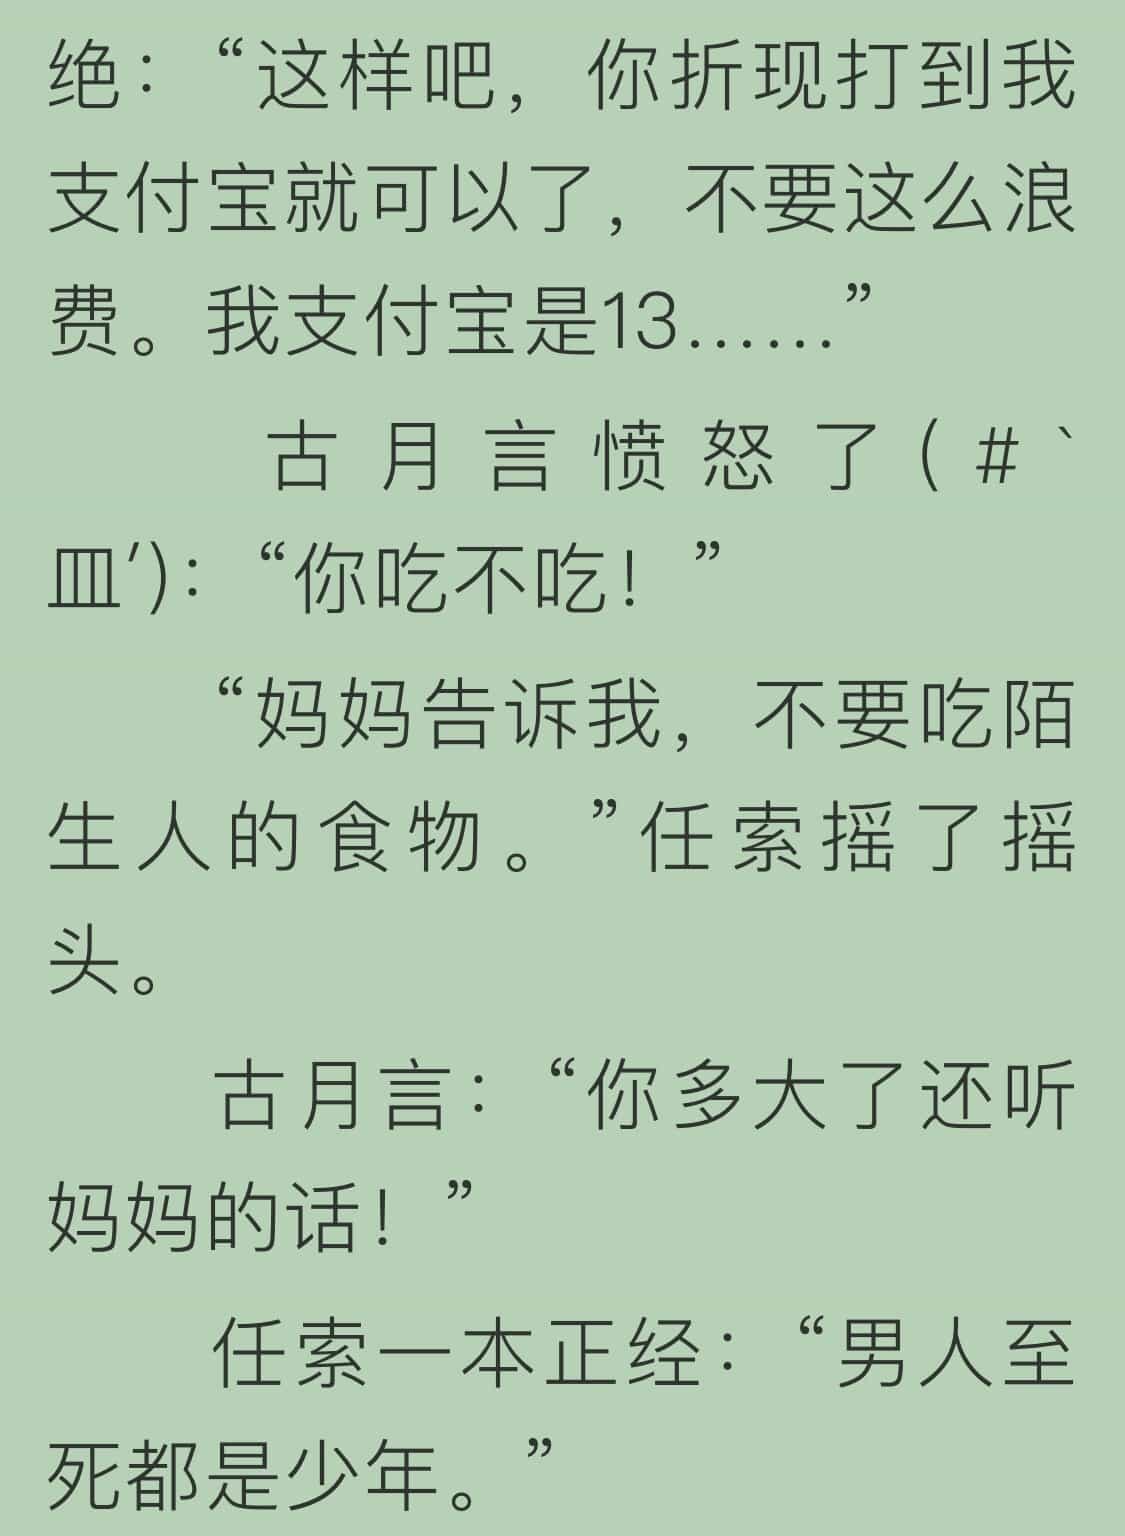 绝：“这样吧，你折现打到我
支付宝就可以了，不要这么浪
费。我支付宝是13……”
古月言愤怒了(＃`
皿′)：“你吃不吃！”
“妈妈告诉我，不要吃陌
生人的食物。”任索摇了摇
头。
古月言：“你多大了还听
妈妈的话！”
任索一本正经：“男人至
死都是少年。”